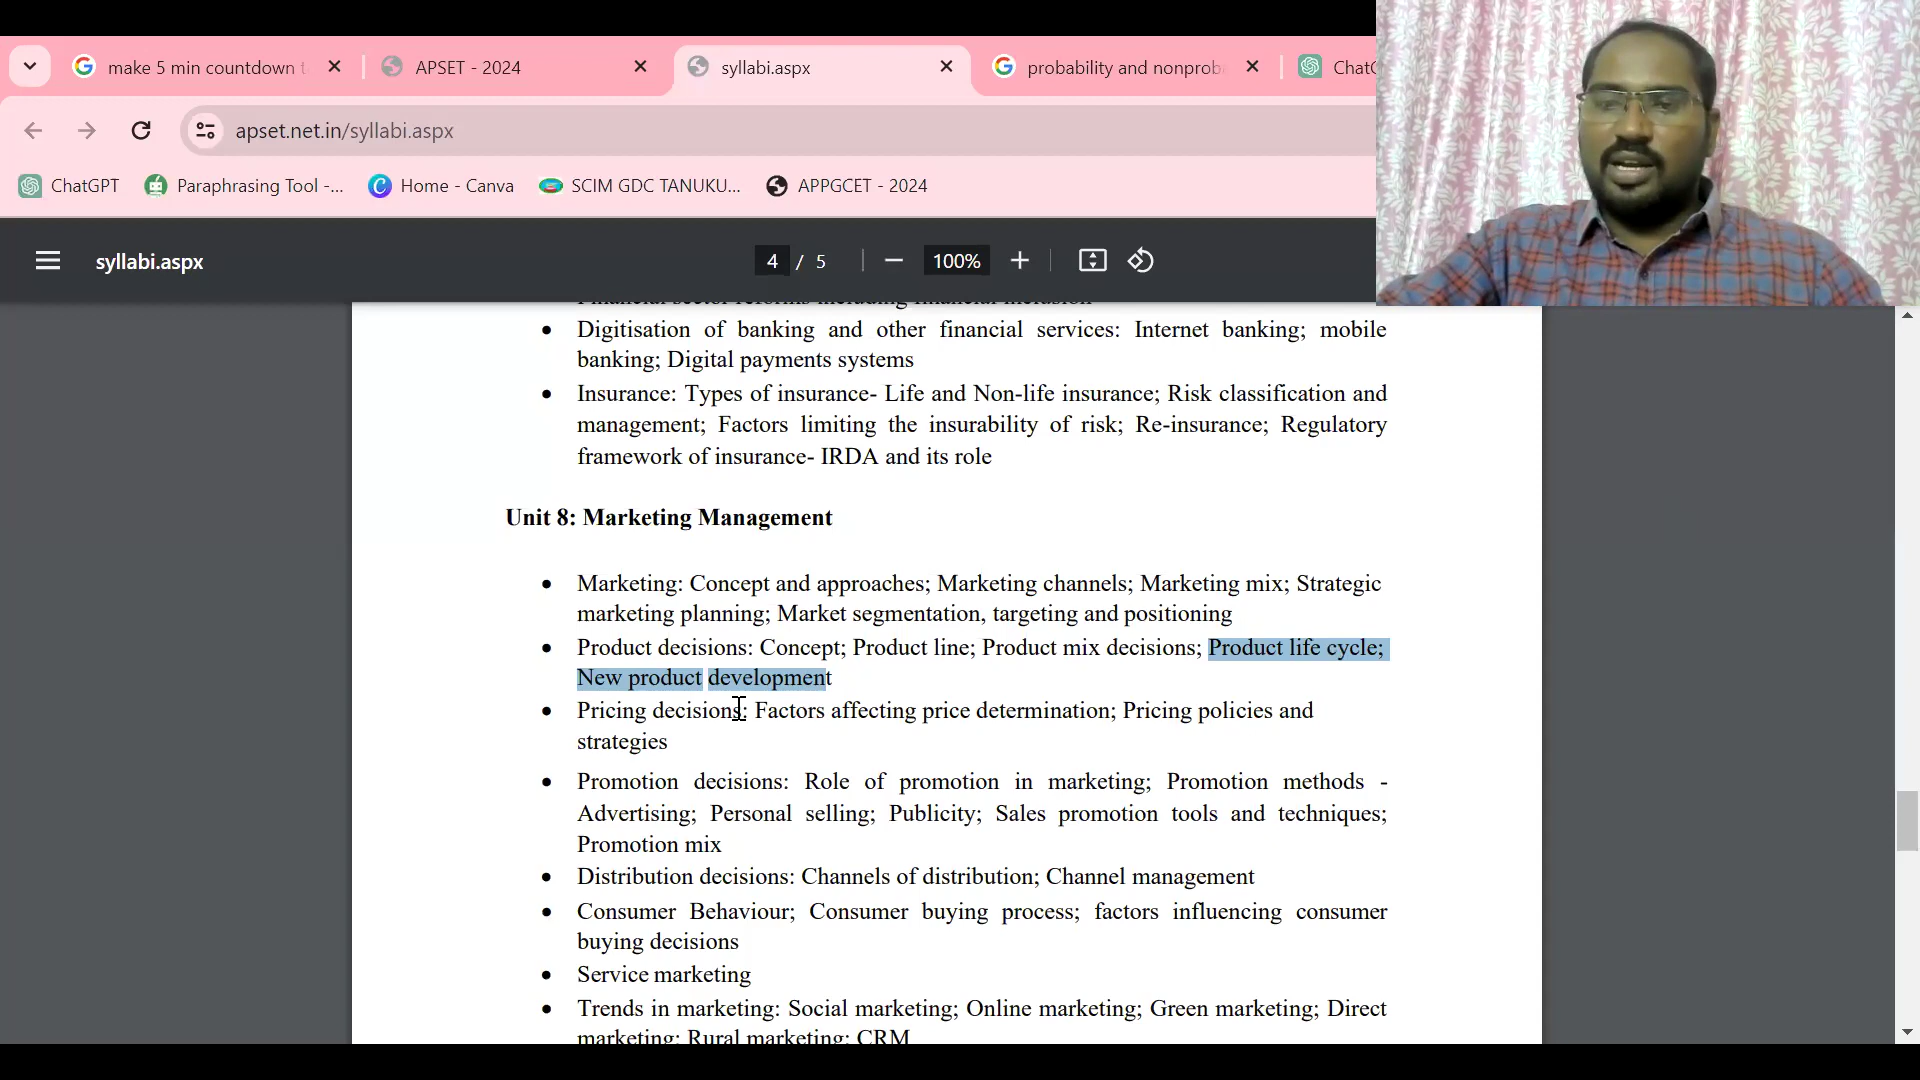 make 5 min countdown t
APSET - 2024
syllabi.aspx
probability and nonprob
ChatG
apset.net.in/syllabi.aspx
ChatGPT
Paraphrasing Tool -...
Home - Canva
SCIM GDC TANUKU...
APPGCET - 2024
syllabi.aspx
4 / 5
100%
Financial sector reforms including financial inclusion
• Digitisation of banking and other financial services: Internet banking; mobile
banking; Digital payments systems
• Insurance: Types of insurance- Life and Non-life insurance; Risk classification and
management; Factors limiting the insurability of risk; Re-insurance; Regulatory
framework of insurance- IRDA and its role
Unit 8: Marketing Management
• Marketing: Concept and approaches; Marketing channels; Marketing mix; Strategic
marketing planning; Market segmentation, targeting and positioning
• Product decisions: Concept; Product line; Product mix decisions; Product life cycle;
New product development
• Pricing decisions: Factors affecting price determination; Pricing policies and
strategies
• Promotion decisions: Role of promotion in marketing; Promotion methods -
Advertising; Personal selling; Publicity; Sales promotion tools and techniques;
Promotion mix
• Distribution decisions: Channels of distribution; Channel management
• Consumer Behaviour; Consumer buying process; factors influencing consumer
buying decisions
• Service marketing
• Trends in marketing: Social marketing; Online marketing; Green marketing; Direct
marketing; Rural marketing; CRM